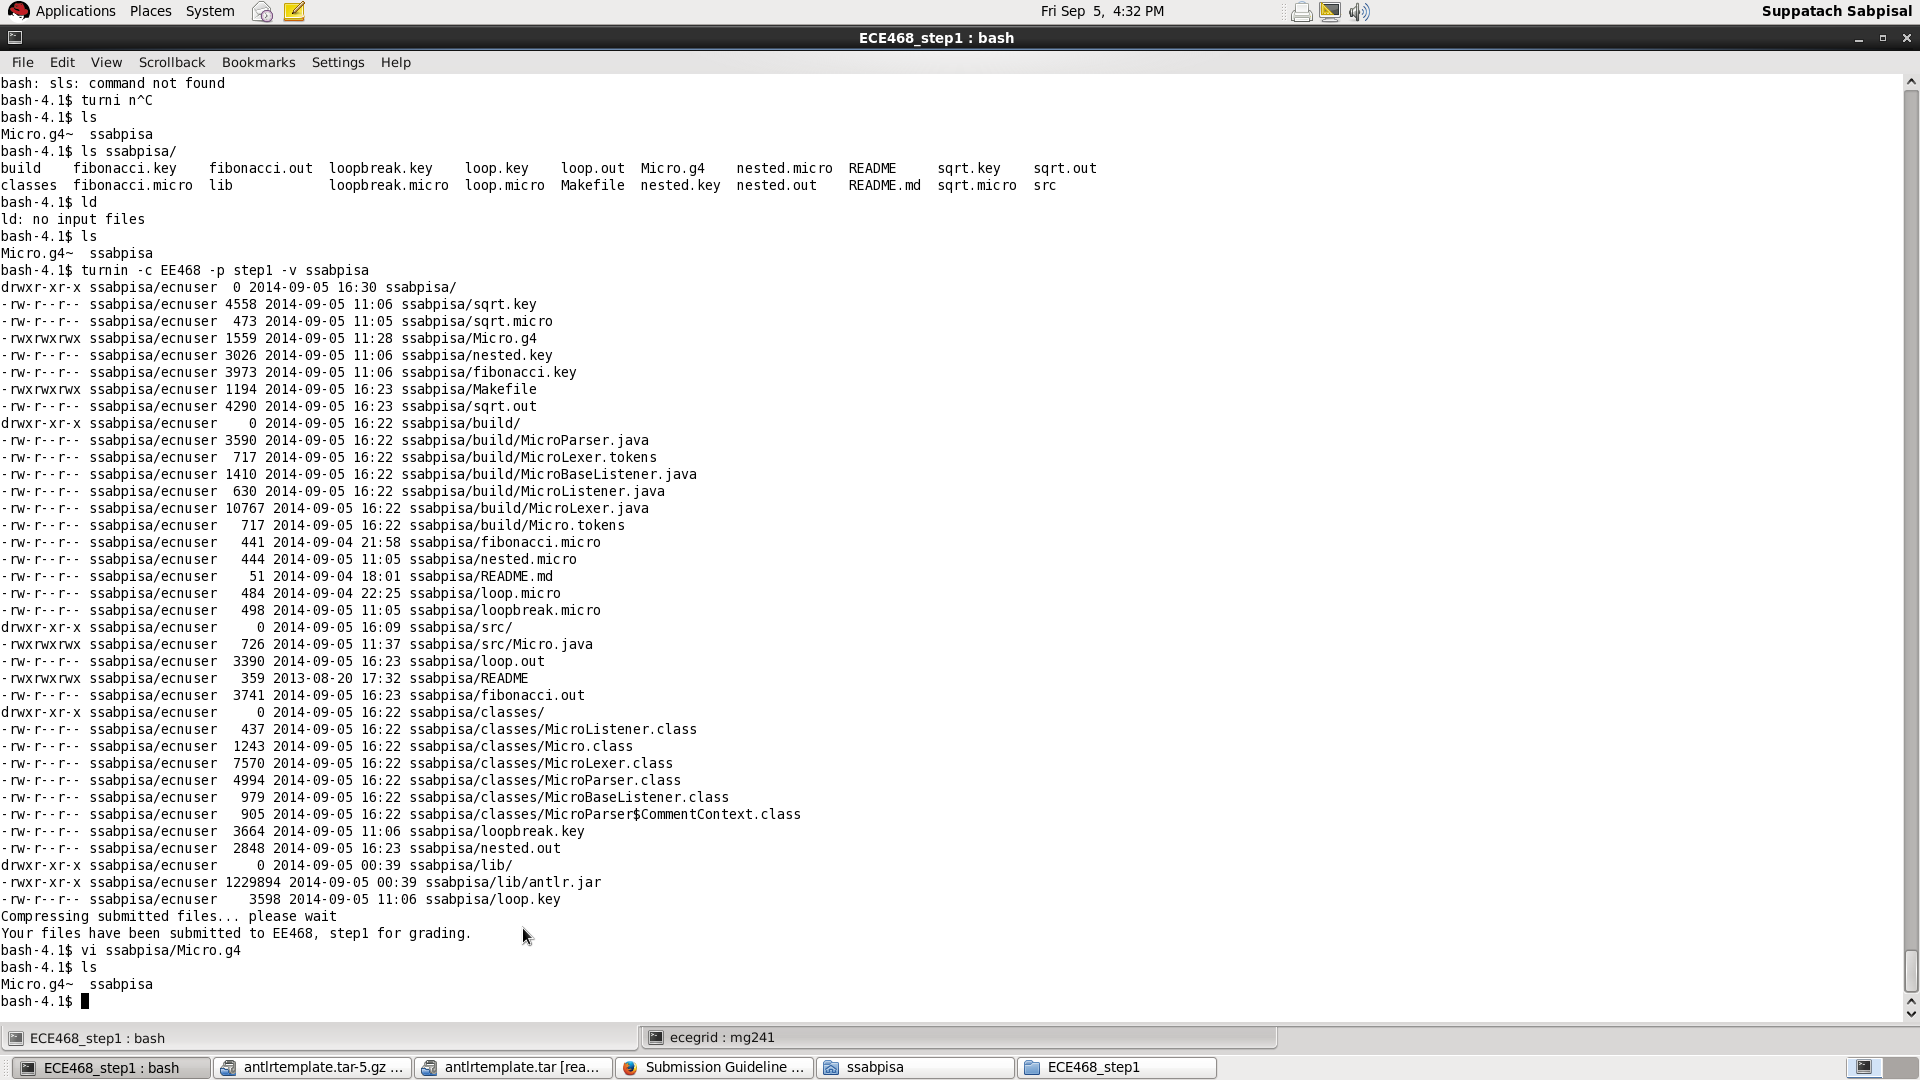 Applications Places System Fri Sep 5, 4:32 PM Suppatach Sabpisal
ECE468_step1 : bash
File Edit View Scrollback Bookmarks Settings Help
bash: sls: command not found
bash-4.1$ turni n^C
bash-4.1$ ls
Micro.g4~  ssabpisa
bash-4.1$ ls ssabpisa/
build    fibonacci.key    fibonacci.out  loopbreak.key    loop.key    loop.out  Micro.g4    nested.micro  README     sqrt.key    sqrt.out
classes  fibonacci.micro  lib            loopbreak.micro  loop.micro  Makefile  nested.key  nested.out    README.md  sqrt.micro  src
bash-4.1$ ld
ld: no input files
bash-4.1$ ls
Micro.g4~  ssabpisa
bash-4.1$ turnin -c EE468 -p step1 -v ssabpisa
drwxr-xr-x ssabpisa/ecnuser  0 2014-09-05 16:30 ssabpisa/
-rw-r--r-- ssabpisa/ecnuser 4558 2014-09-05 11:06 ssabpisa/sqrt.key
-rw-r--r-- ssabpisa/ecnuser  473 2014-09-05 11:05 ssabpisa/sqrt.micro
-rwxrwxrwx ssabpisa/ecnuser 1559 2014-09-05 11:28 ssabpisa/Micro.g4
-rw-r--r-- ssabpisa/ecnuser 3026 2014-09-05 11:06 ssabpisa/nested.key
-rw-r--r-- ssabpisa/ecnuser 3973 2014-09-05 11:06 ssabpisa/fibonacci.key
-rwxrwxrwx ssabpisa/ecnuser 1194 2014-09-05 16:23 ssabpisa/Makefile
-rw-r--r-- ssabpisa/ecnuser 4290 2014-09-05 16:23 ssabpisa/sqrt.out
drwxr-xr-x ssabpisa/ecnuser    0 2014-09-05 16:22 ssabpisa/build/
-rw-r--r-- ssabpisa/ecnuser 3590 2014-09-05 16:22 ssabpisa/build/MicroParser.java
-rw-r--r-- ssabpisa/ecnuser  717 2014-09-05 16:22 ssabpisa/build/MicroLexer.tokens
-rw-r--r-- ssabpisa/ecnuser 1410 2014-09-05 16:22 ssabpisa/build/MicroBaseListener.java
-rw-r--r-- ssabpisa/ecnuser  630 2014-09-05 16:22 ssabpisa/build/MicroListener.java
-rw-r--r-- ssabpisa/ecnuser 10767 2014-09-05 16:22 ssabpisa/build/MicroLexer.java
-rw-r--r-- ssabpisa/ecnuser   717 2014-09-05 16:22 ssabpisa/build/Micro.tokens
-rw-r--r-- ssabpisa/ecnuser   441 2014-09-04 21:58 ssabpisa/fibonacci.micro
-rw-r--r-- ssabpisa/ecnuser   444 2014-09-05 11:05 ssabpisa/nested.micro
-rw-r--r-- ssabpisa/ecnuser    51 2014-09-04 18:01 ssabpisa/README.md
-rw-r--r-- ssabpisa/ecnuser   484 2014-09-04 22:25 ssabpisa/loop.micro
-rw-r--r-- ssabpisa/ecnuser   498 2014-09-05 11:05 ssabpisa/loopbreak.micro
drwxr-xr-x ssabpisa/ecnuser     0 2014-09-05 16:09 ssabpisa/src/
-rwxrwxrwx ssabpisa/ecnuser   726 2014-09-05 11:37 ssabpisa/src/Micro.java
-rw-r--r-- ssabpisa/ecnuser  3390 2014-09-05 16:23 ssabpisa/loop.out
-rwxrwxrwx ssabpisa/ecnuser   359 2013-08-20 17:32 ssabpisa/README
-rw-r--r-- ssabpisa/ecnuser  3741 2014-09-05 16:23 ssabpisa/fibonacci.out
drwxr-xr-x ssabpisa/ecnuser     0 2014-09-05 16:22 ssabpisa/classes/
-rw-r--r-- ssabpisa/ecnuser   437 2014-09-05 16:22 ssabpisa/classes/MicroListener.class
-rw-r--r-- ssabpisa/ecnuser  1243 2014-09-05 16:22 ssabpisa/classes/Micro.class
-rw-r--r-- ssabpisa/ecnuser  7570 2014-09-05 16:22 ssabpisa/classes/MicroLexer.class
-rw-r--r-- ssabpisa/ecnuser  4994 2014-09-05 16:22 ssabpisa/classes/MicroParser.class
-rw-r--r-- ssabpisa/ecnuser   979 2014-09-05 16:22 ssabpisa/classes/MicroBaseListener.class
-rw-r--r-- ssabpisa/ecnuser   905 2014-09-05 16:22 ssabpisa/classes/MicroParser$CommentContext.class
-rw-r--r-- ssabpisa/ecnuser  3664 2014-09-05 11:06 ssabpisa/loopbreak.key
-rw-r--r-- ssabpisa/ecnuser  2848 2014-09-05 16:23 ssabpisa/nested.out
drwxr-xr-x ssabpisa/ecnuser     0 2014-09-05 00:39 ssabpisa/lib/
-rwxr-xr-x ssabpisa/ecnuser 1229894 2014-09-05 00:39 ssabpisa/lib/antlr.jar
-rw-r--r-- ssabpisa/ecnuser    3598 2014-09-05 11:06 ssabpisa/loop.key
Compressing submitted files... please wait
Your files have been submitted to EE468, step1 for grading.
bash-4.1$ vi ssabpisa/Micro.g4
bash-4.1$ ls
Micro.g4~  ssabpisa
bash-4.1$
ECE468_step1 : bash ecegrid : mg241
ECE468_step1 : bash antlrtemplate.tar-5.gz ... antlrtemplate.tar [rea... Submission Guideline ... ssabpisa ECE468_step1